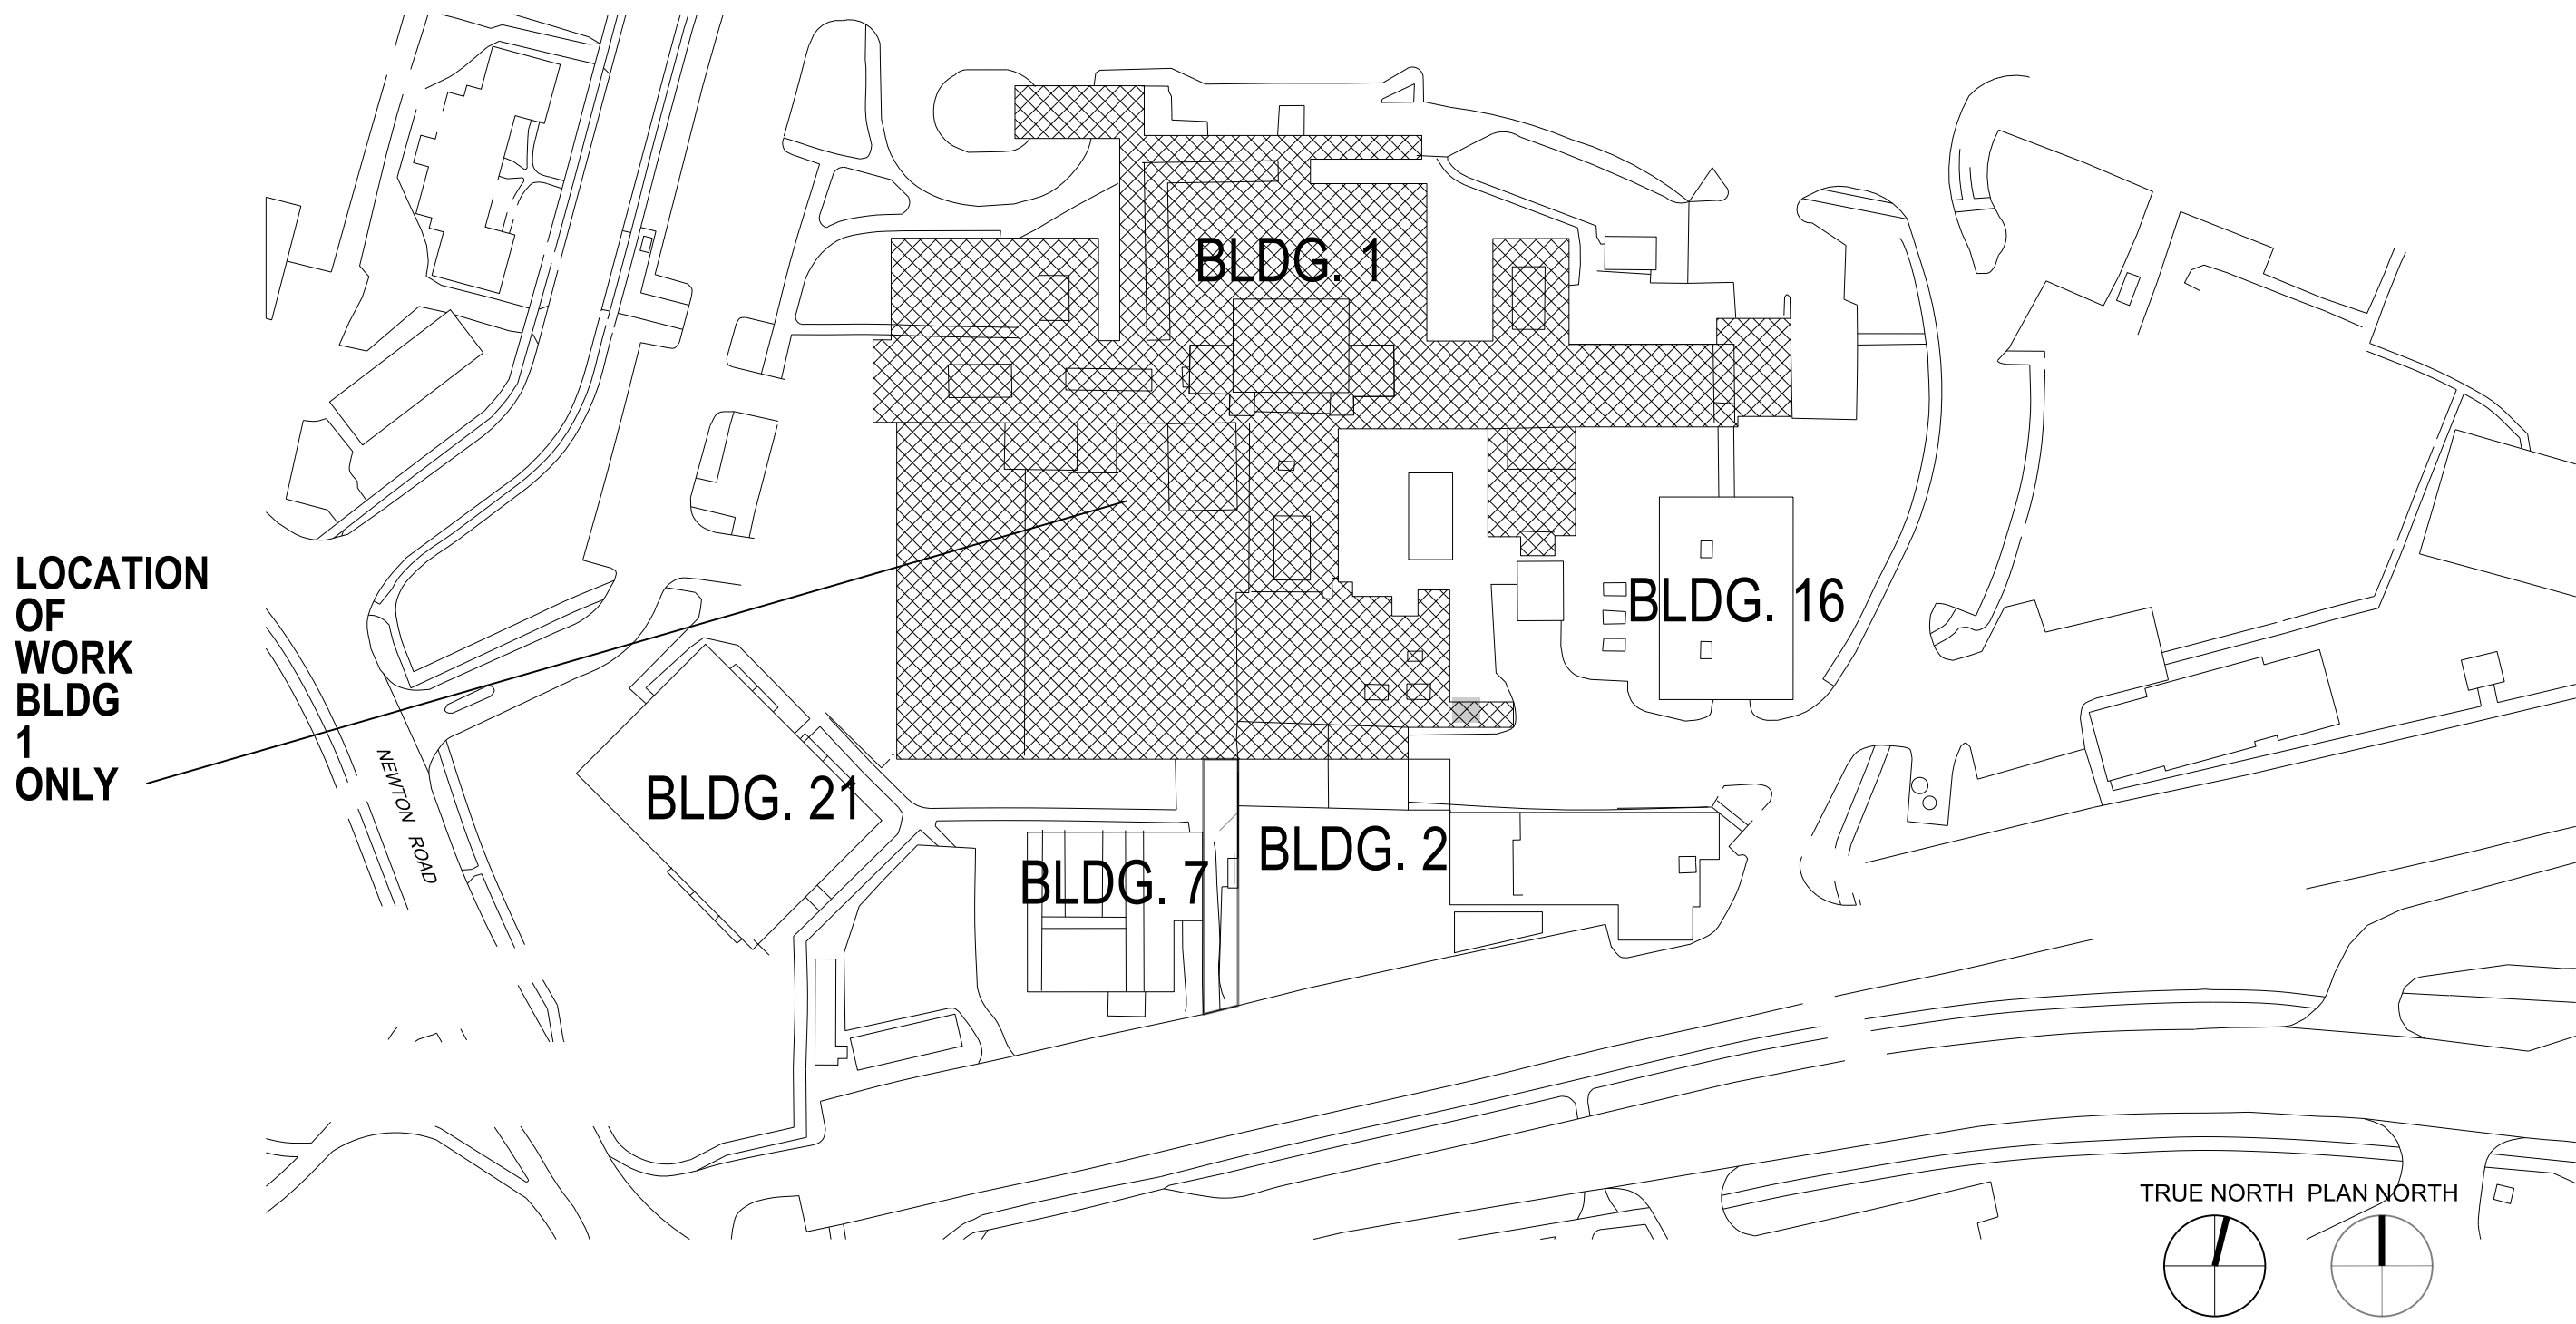 BLDG. 1
LOCATION
OF
WORK
BLDG
1
ONLY
BLDG. 16
NEWTON ROAD
BLDG. 21
BLDG. 7
BLDG. 2
TRUE NORTH PLAN NORTH